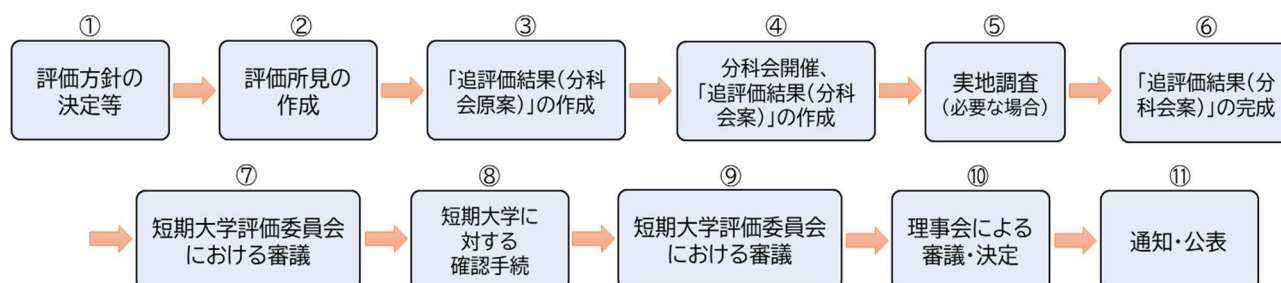 ①
評価方針の
決定等
②
評価所見の
作成
③
「追評価結果(分科
会原案)」の作成
④
分科会開催、
「追評価結果(分科
会案)」の作成
⑤
実地調査
(必要な場合)
⑥
「追評価結果(分
科会案)」の完成
⑦
短期大学評価委員会
における審議
⑧
短期大学に
対する
確認手続
⑨
短期大学評価委員会
における審議
⑩
理事会による
審議・決定
⑪
通知・公表